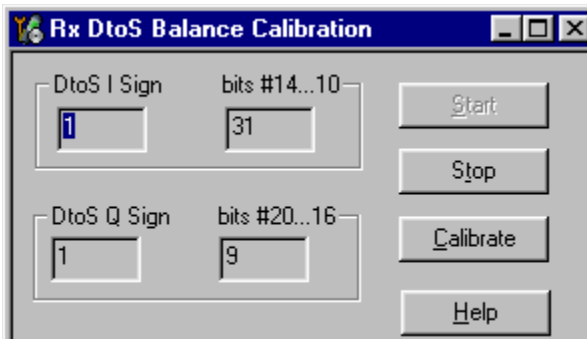 Rx DtoS Balance Calibration
DtoS I Sign bits #14...10
1 31
Start
Stop
DtoS Q Sign bits #20...16
1 9
Calibrate
Help